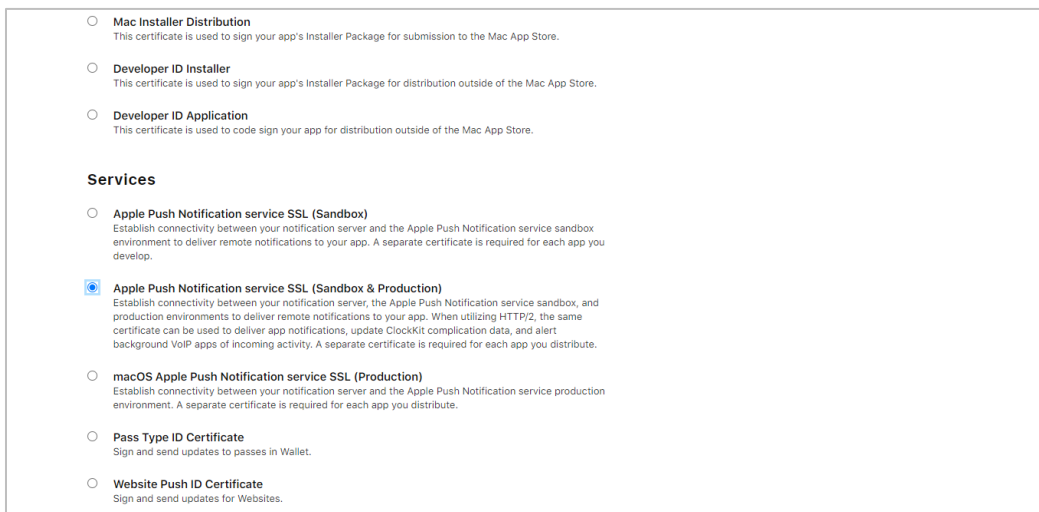 Mac Installer Distribution
This certificate is used to sign your app's Installer Package for submission to the Mac App Store.
Developer ID Installer
This certificate is used to sign your app's Installer Package for distribution outside of the Mac App Store.
Developer ID Application
This certificate is used to code sign your app for distribution outside of the Mac App Store.
Services
Apple Push Notification service SSL (Sandbox)
Establish connectivity between your notification server and the Apple Push Notification service sandbox
environment to deliver remote notifications to your app. A separate certificate is required for each app you
develop.
Apple Push Notification service SSL (Sandbox & Production)
Establish connectivity between your notification server, the Apple Push Notification service sandbox, and
production environments to deliver remote notifications to your app. When utilizing HTTP/2, the same
certificate can be used to deliver app notifications, update ClockKit complication data, and alert
background VoIP apps of incoming activity. A separate certificate is required for each app you distribute.
macOS Apple Push Notification service SSL (Production)
Establish connectivity between your notification server and the Apple Push Notification service production
environment. A separate certificate is required for each app you distribute.
Pass Type ID Certificate
Sign and send updates to passes in Wallet.
Website Push ID Certificate
Sign and send updates for Websites.